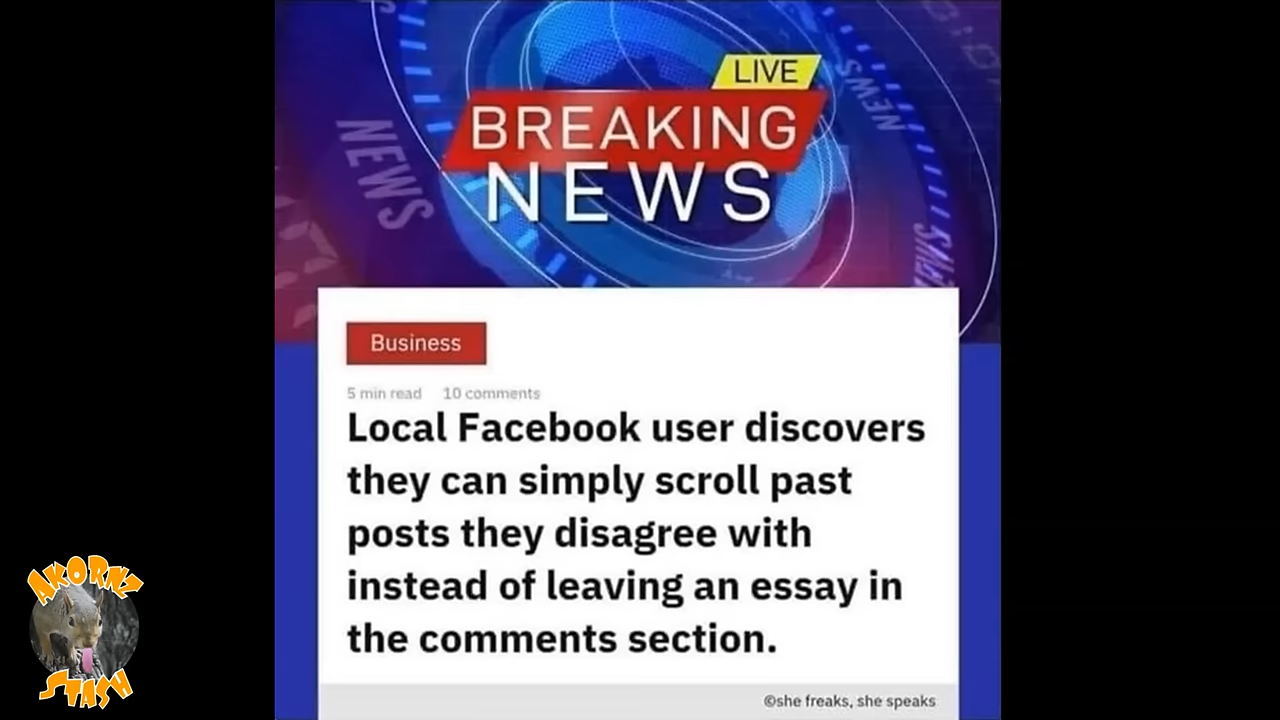 LIVE
BREAKING
NEWS
NEWS
NEWS
Business
5 min read 10 comments
Local Facebook user discovers
they can simply scroll past
posts they disagree with
instead of leaving an essay in
the comments section.
©she freaks, she speaks
AKORNZ
STASH